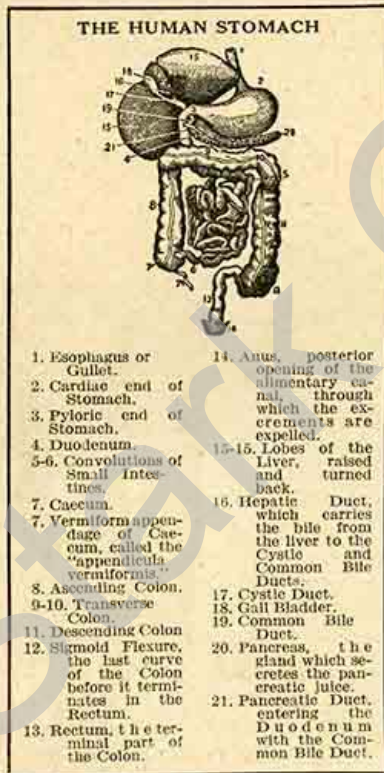 THE HUMAN STOMACH
1. Esophagus or
Gullet.
2. Cardiac end of
Stomach.
3. Pyloric end of
Stomach.
4. Duodenum.
5-6. Convolutions of
Small Intes-
tines.
7. Caecum.
7, Vermiform appen-
dage of Cae-
cum, called the
"appendicula
vermiformis."
8. Ascending Colon.
9-10. Transverse
Colon.
11. Descending Colon
12. Sigmoid Flexure,
the last curve
of the Colon
before it termi-
nates in the
Rectum.
13. Rectum, the ter-
minal part of
the Colon.
14. Anus, posterior
opening of the
alimentary ca-
nal, through
which the ex-
crements are
expelled.
15-15. Lobes of the
Liver, raised
and turned
back.
16. Hepatic Duct,
which carries
the bile from
the liver to the
Cystic and
Common Bile
Ducts.
17. Cystic Duct.
18. Gall Bladder.
19. Common Bile
Duct.
20. Pancreas, the
gland which se-
cretes the pan-
creatic juice.
21. Pancreatic Duct,
entering the
Duodenum
with the Com-
mon Bile Duct.